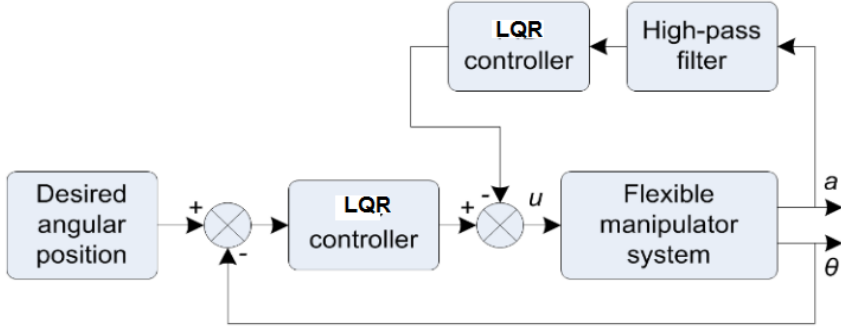 LQR
controller
High-pass
filter
Desired
angular
position
+
-
LQR
controller
+
-
u
Flexible
manipulator
system
a
θ